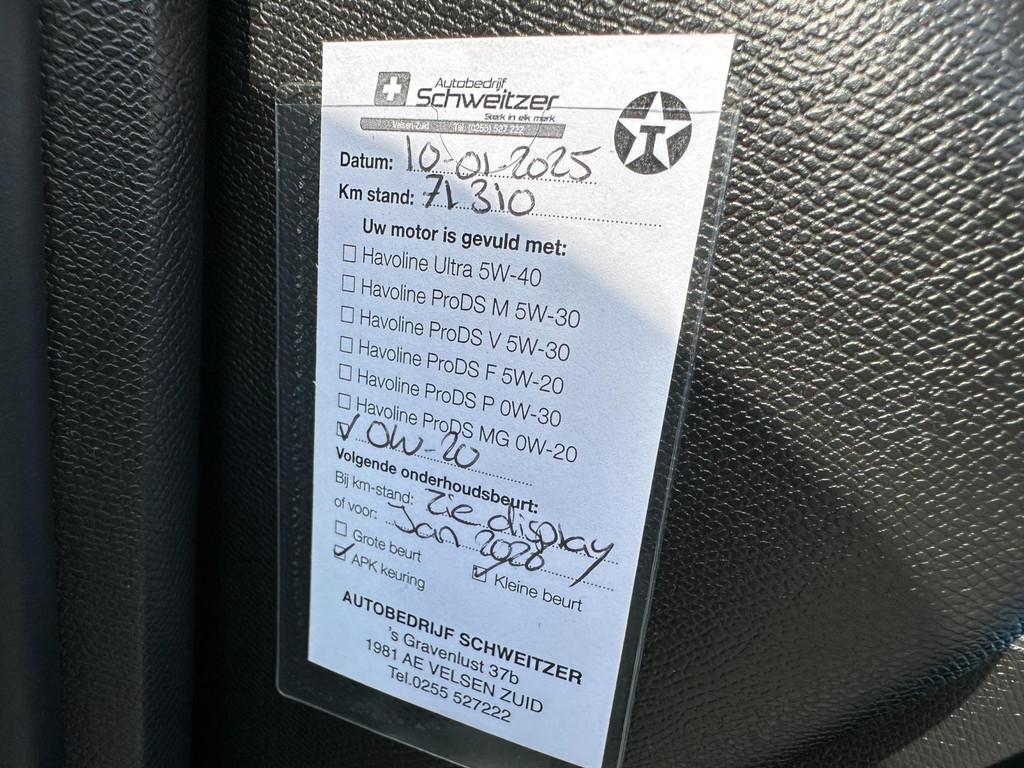 Autobedrijf
Schweitzer
Sterk in elk merk
Velsen-Zuid Tel. (0255) 527 222
T
Datum: 10-01-2025
Km stand: 71310
Uw motor is gevuld met:
☐ Havoline Ultra 5W-40
☐ Havoline ProDS M 5W-30
☐ Havoline ProDS V 5W-30
☐ Havoline ProDS F 5W-20
☐ Havoline ProDS P 0W-30
☐ Havoline ProDS MG 0W-20
☑ 0W-20
Volgende onderhoudsbeurt:
Bij km-stand: zie display
of voor: Jan 2026
☐ Grote beurt
☑ APK keuring ☑ Kleine beurt
AUTOBEDRIJF SCHWEITZER
's Gravenlust 37b
1981 AE VELSEN ZUID
Tel.0255 527222